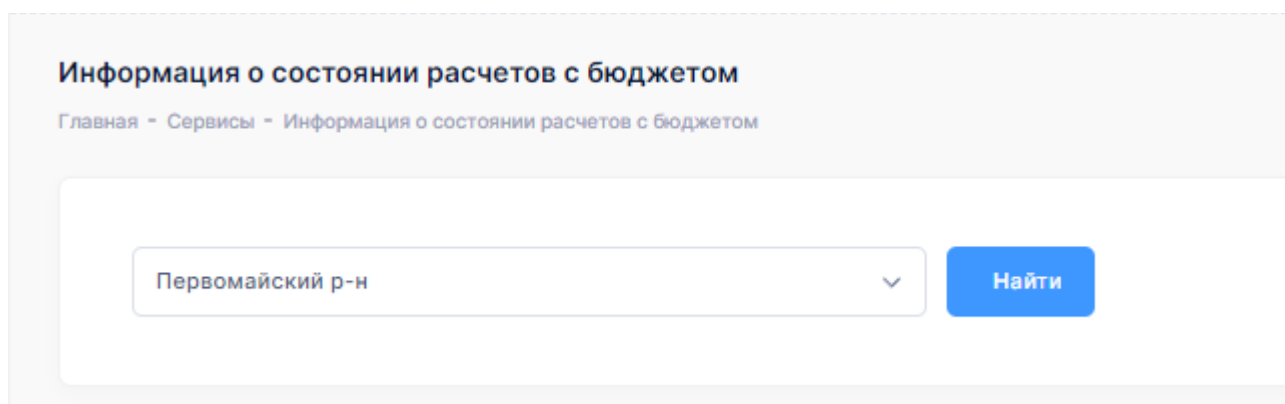 Информация о состоянии расчетов с бюджетом
Главная - Сервисы - Информация о состоянии расчетов с бюджетом
Первомайский р-н
Найти